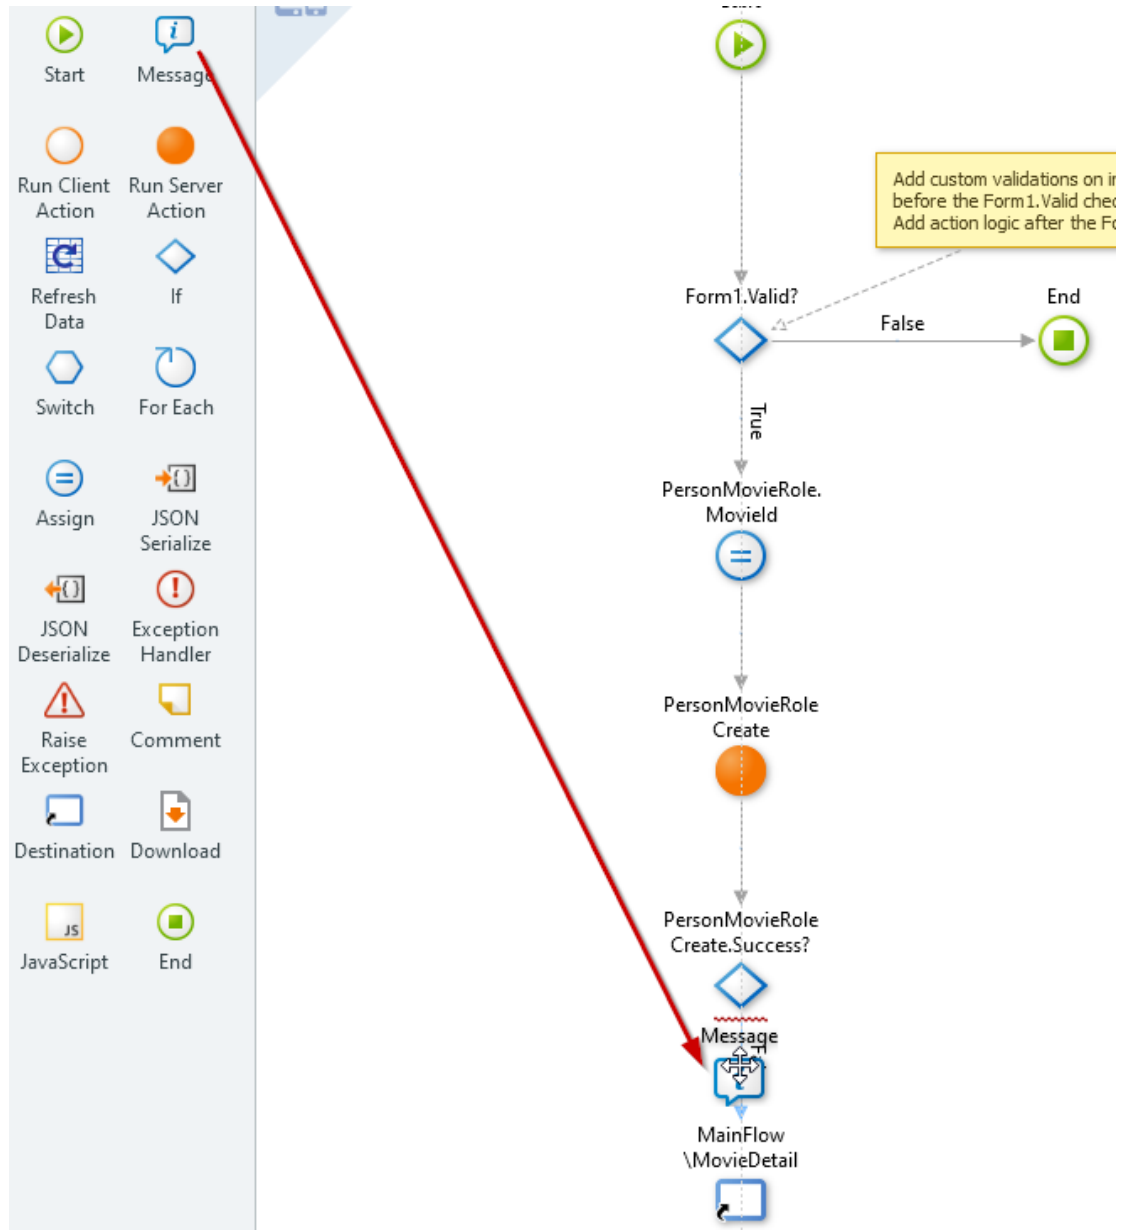 Start
Message
Run Client
Action
Run Server
Action
Refresh
Data
If
Switch
For Each
Assign
JSON
Serialize
JSON
Deserialize
Exception
Handler
Raise
Exception
Comment
Destination
Download
JS
JavaScript
End
Add custom validations on
before the Form1.Valid
Add action logic after the
Form1.Valid?
False
End
True
PersonMovieRole.
MovieId
PersonMovieRole
Create
PersonMovieRole
Create.Success?
Message
MainFlow
\MovieDetail